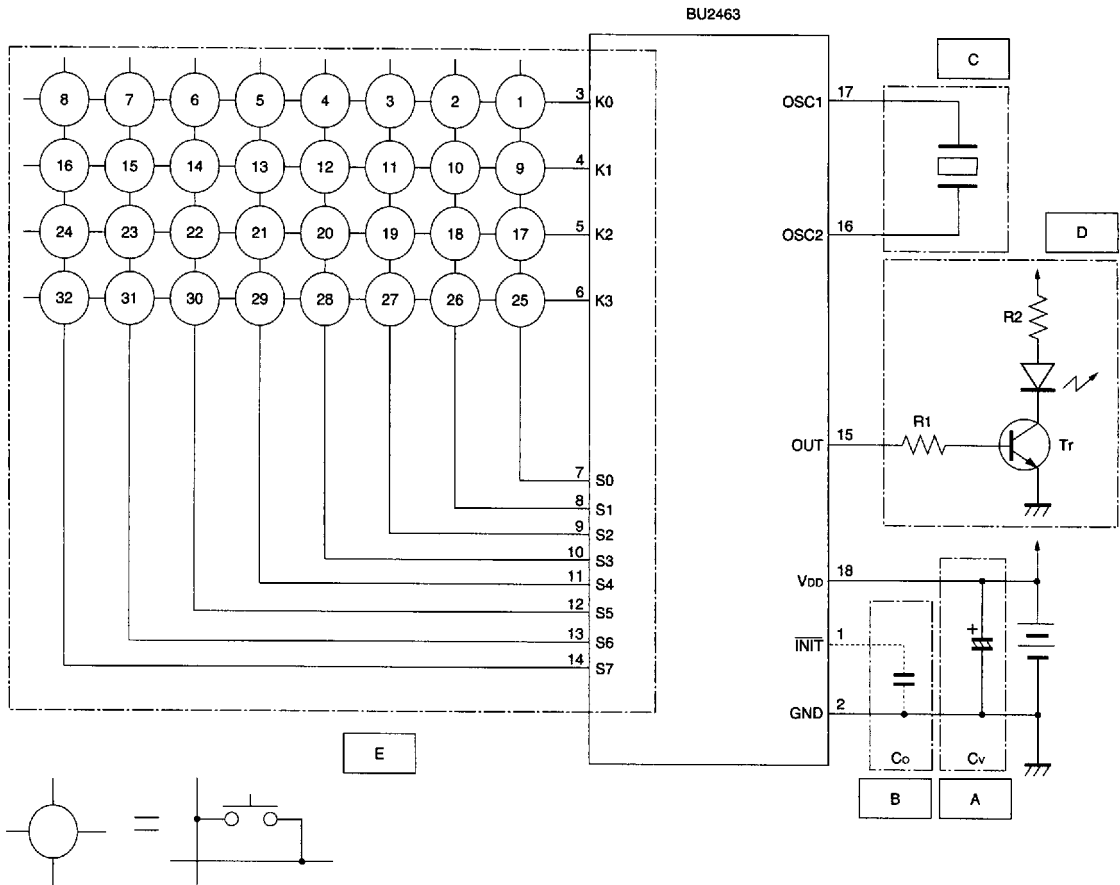 BU2463
C
8 7 6 5 4 3 2 1 3 K0
17 OSC1
16 15 14 13 12 11 10 9 4 K1
24 23 22 21 20 19 18 17 5 K2
16 OSC2
D
32 31 30 29 28 27 26 25 6 K3
R2
R1
OUT 15
Tr
7 S0
8 S1
9 S2
10 S3
11 S4
12 S5
13 S6
14 S7
VDD 18
+
INIT 1
GND 2
Co
Cv
E
B
A
=